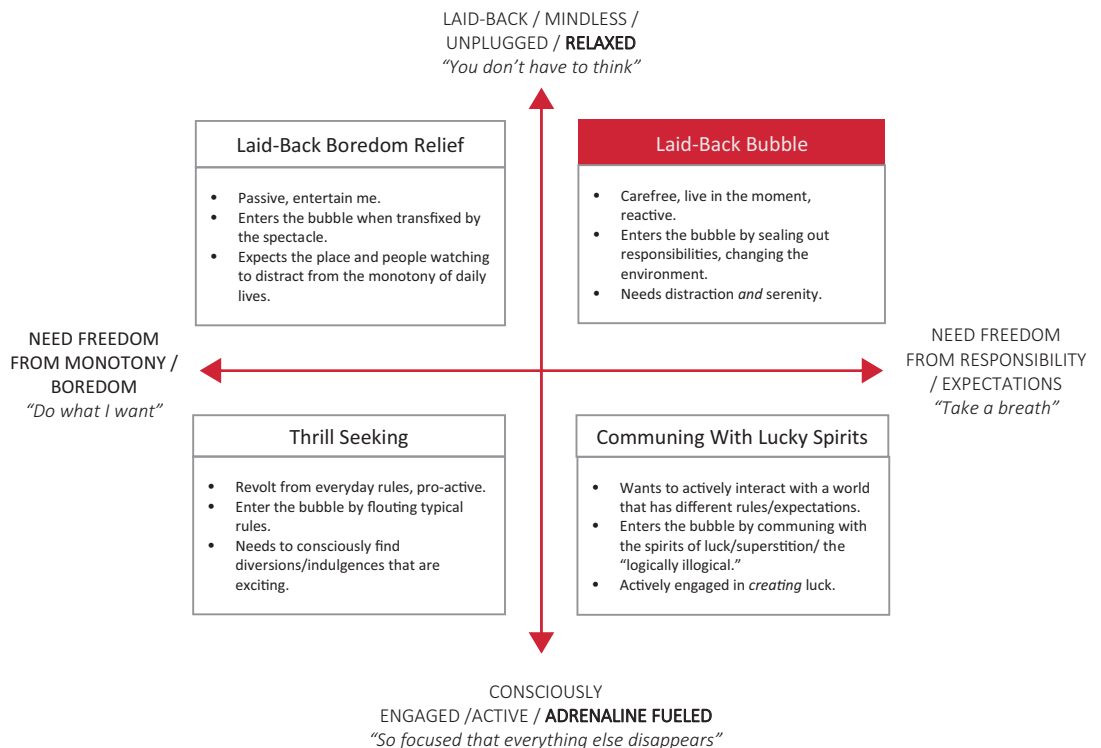 LAID-BACK / MINDLESS /
UNPLUGGED / RELAXED
“You don’t have to think”
Laid-Back Boredom Relief
• Passive, entertain me.
• Enters the bubble when transfixed by
the spectacle.
• Expects the place and people watching
to distract from the monotony of daily
lives.
Laid-Back Bubble
• Carefree, live in the moment,
reactive.
• Enters the bubble by sealing out
responsibilities, changing the
environment.
• Needs distraction and serenity.
NEED FREEDOM
FROM MONOTONY /
BOREDOM
“Do what I want”
NEED FREEDOM
FROM RESPONSIBILITY
/ EXPECTATIONS
“Take a breath”
Thrill Seeking
• Revolt from everyday rules, pro-active.
• Enter the bubble by flouting typical
rules.
• Needs to consciously find
diversions/indulgences that are
exciting.
Communing With Lucky Spirits
• Wants to actively interact with a world
that has different rules/expectations.
• Enters the bubble by communing with
the spirits of luck/superstition/ the
“logically illogical.”
• Actively engaged in creating luck.
CONSCIOUSLY
ENGAGED /ACTIVE / ADRENALINE FUELED
“So focused that everything else disappears”